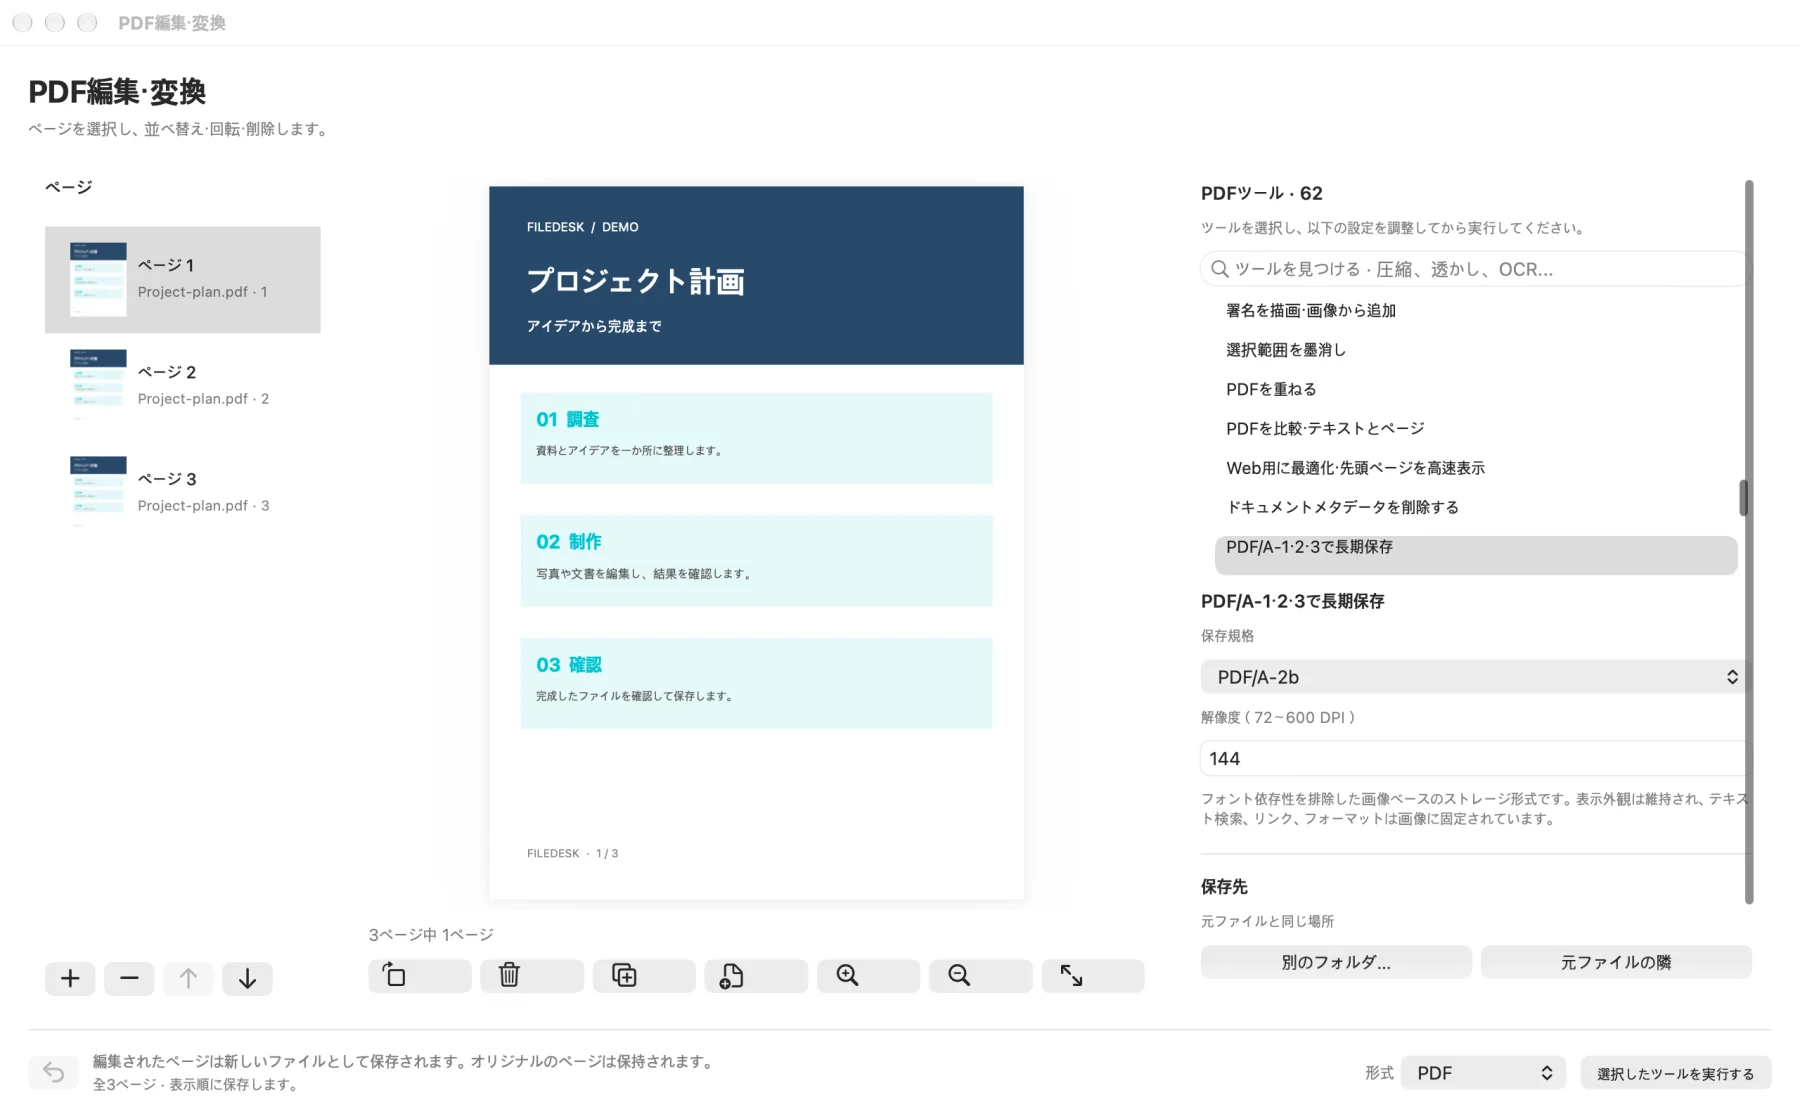 PDF編集·変換
PDF編集·変換
ページを選択し、並べ替え·回転·削除します。
ページ
ページ 1
Project-plan.pdf · 1
ページ 2
Project-plan.pdf · 2
ページ 3
Project-plan.pdf · 3
FILEDESK / DEMO
プロジェクト計画
アイデアから完成まで
01 調査
資料とアイデアを一か所に整理します。
02 制作
写真や文書を編集し、結果を確認します。
03 確認
完成したファイルを確認して保存します。
FILEDESK · 1 / 3
3ページ中 1ページ
PDFツール · 62
ツールを選択し、以下の設定を調整してから実行してください。
ツールを見つける · 圧縮、透かし、OCR...
署名を描画·画像から追加
選択範囲を墨消し
PDFを重ねる
PDFを比較·テキストとページ
Web用に最適化·先頭ページを高速表示
ドキュメントメタデータを削除する
PDF/A-1·2·3で長期保存
PDF/A-1·2·3で長期保存
保存規格
PDF/A-2b
解像度 ( 72~600 DPI )
144
フォント依存性を排除した画像ベースのストレージ形式です。表示外観は維持され、テキス
ト検索、リンク、フォーマットは画像に固定されています。
保存先
元ファイルと同じ場所
別のフォルダ...
元ファイルの隣
編集されたページは新しいファイルとして保存されます。オリジナルのページは保持されます。
全3ページ · 表示順に保存します。
形式
PDF
選択したツールを実行する